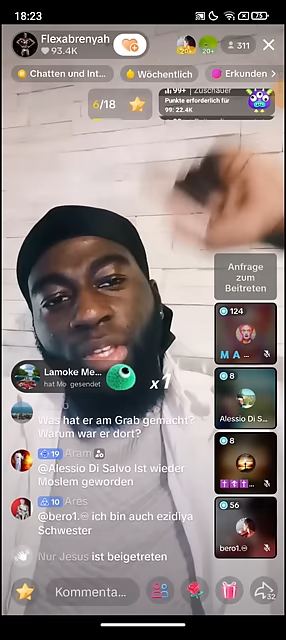 18:23
75
Flexabrenyah
93.4K
20+
20+
311
Chatten und Int...
Wöchentlich
Erkunden >
6/18
99+ | Zuschauer
Punkte erforderlich für
99: 22.4K
Anfrage
zum
Beitreten
124
M A
8
Alessio Di S...
8
56
bero1.
Lamoke Me...
hat Mo gesendet
x1
Was hat er am Grab gemacht?
Warum war er dort?
19 Aram
@Alessio Di Salvo Ist wieder
Moslem geworden
10 Ares
@bero1. ich bin auch ezidiya
Schwester
Nur Jesus ist beigetreten
Kommenta...
32